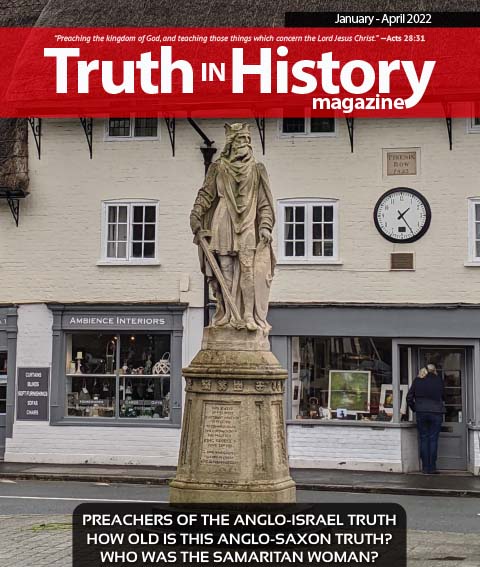 January - April 2022
"Preaching the kingdom of God, and teaching those things which concern the Lord Jesus Christ." —Acts 28:31
Truth IN History
magazine
ROW
AMBIENCE INTERIORS
CURTAINS
BLINDS
SOFT FURNISHINGS
SOFAS
CHAIRS
PREACHERS OF THE ANGLO-ISRAEL TRUTH
HOW OLD IS THIS ANGLO-SAXON TRUTH?
WHO WAS THE SAMARITAN WOMAN?